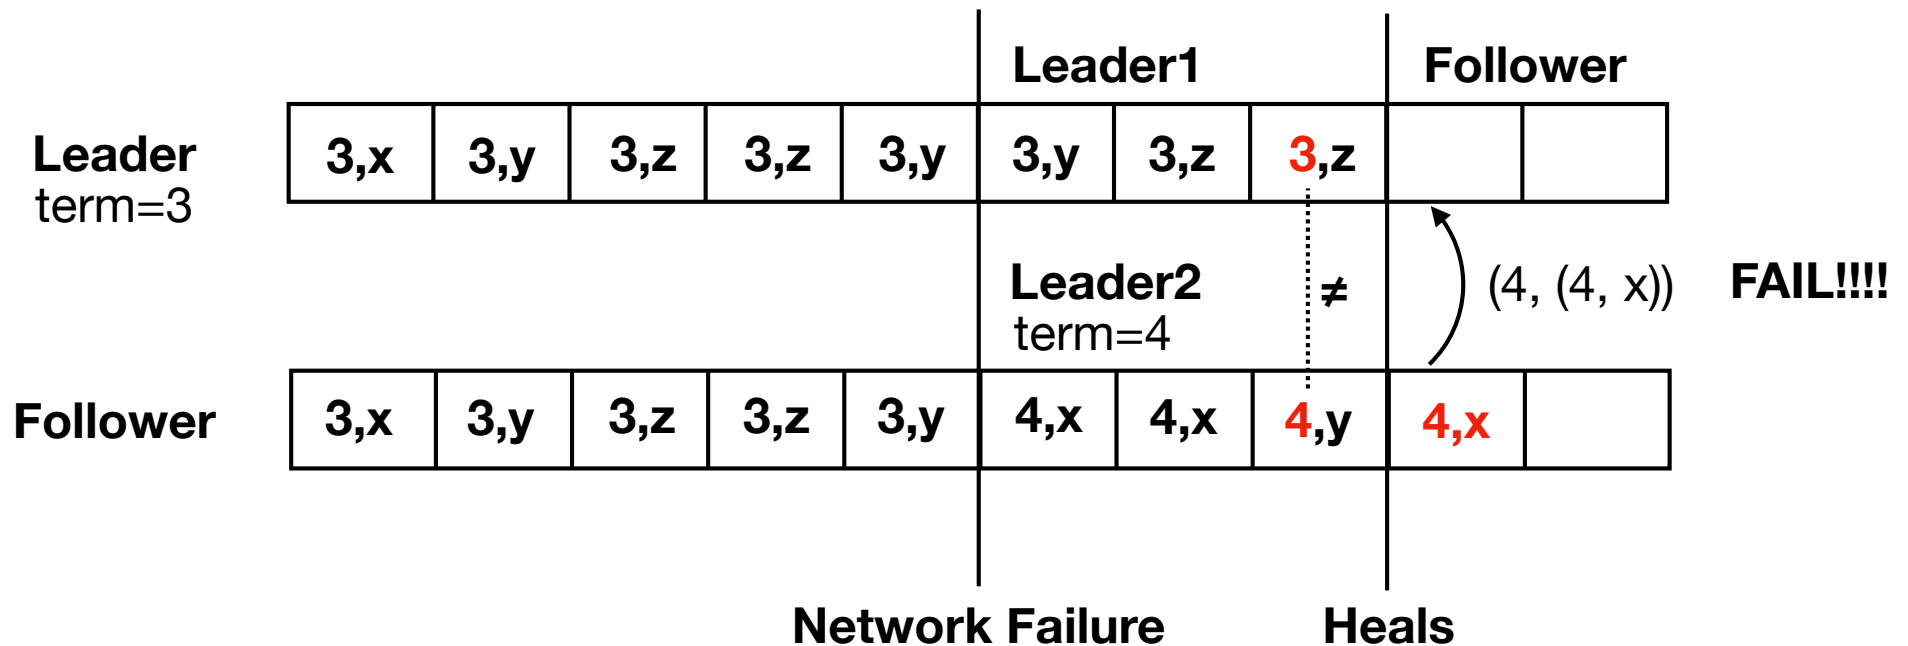 Leader1
Follower
Leader
term=3
3,x 3,y 3,z 3,z 3,y 3,y 3,z 3,z
Leader2
term=4
≠
(4, (4, x))
FAIL!!!!
Follower
3,x 3,y 3,z 3,z 3,y 4,x 4,x 4,y 4,x
Network Failure
Heals